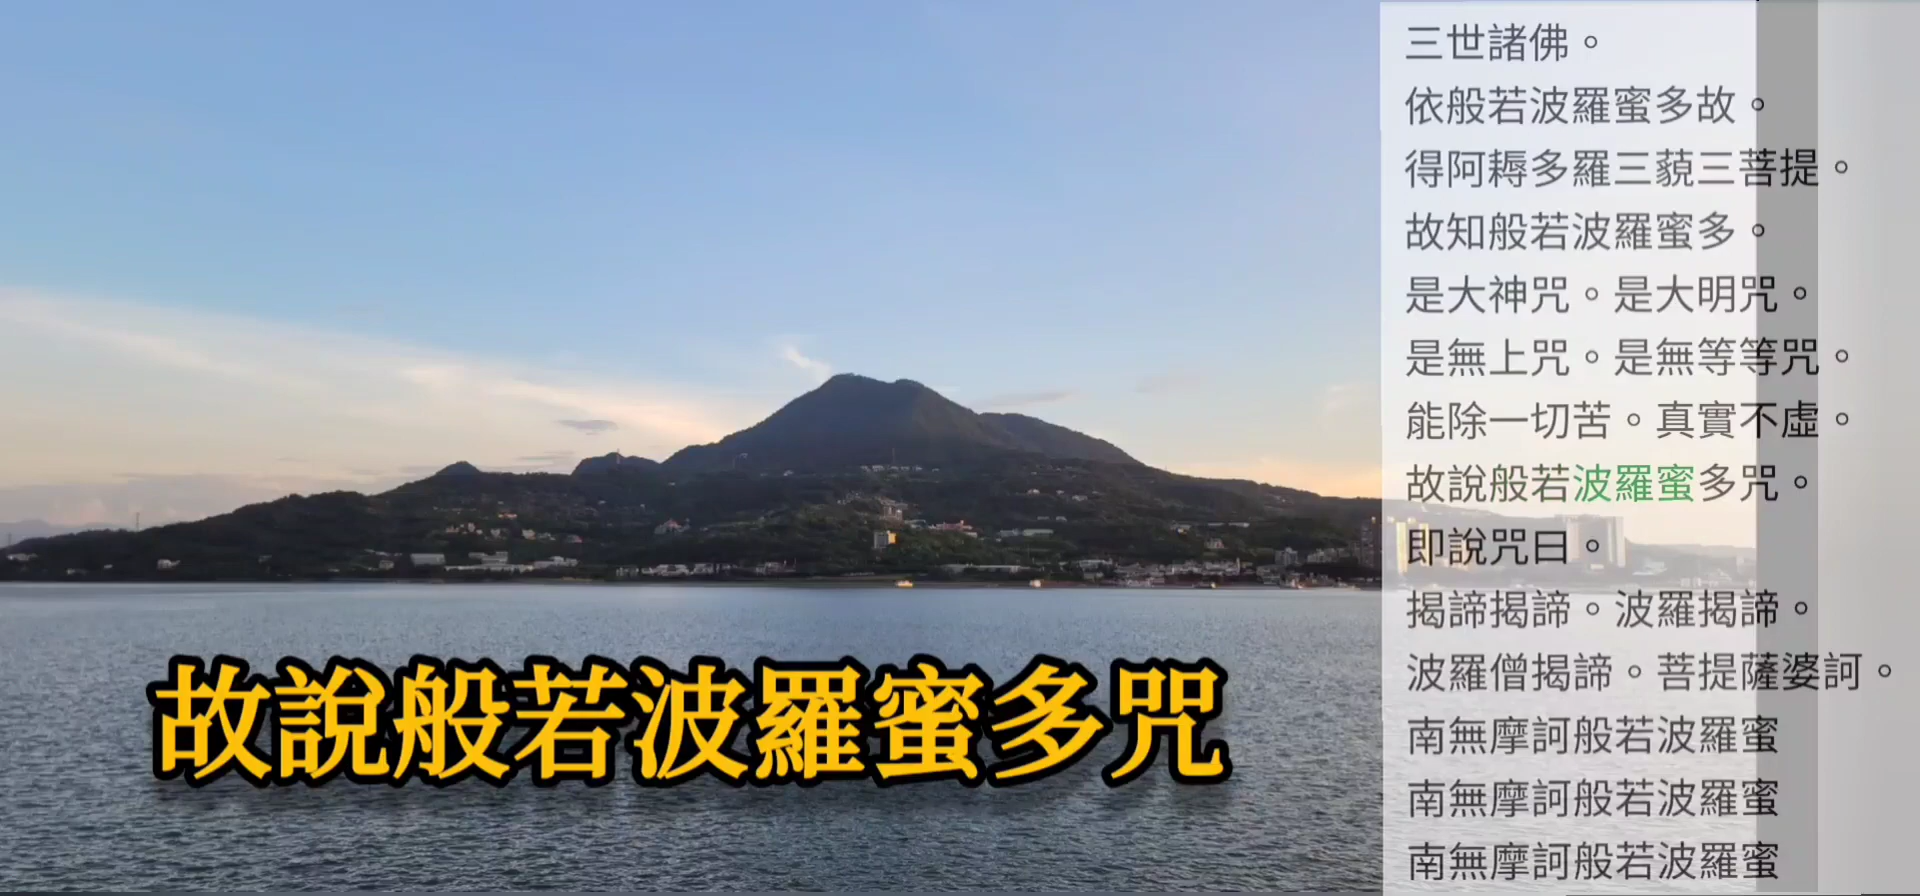 三世諸佛。
依般若波羅蜜多故。
得阿耨多羅三藐三菩提。
故知般若波羅蜜多。
是大神咒。是大明咒。
是無上咒。是無等等咒。
能除一切苦。真實不虛。
故說般若波羅蜜多咒。
即說咒曰。
揭諦揭諦。波羅揭諦。
波羅僧揭諦。菩提薩婆訶。
南無摩訶般若波羅蜜
南無摩訶般若波羅蜜
南無摩訶般若波羅蜜
故說般若波羅蜜多咒